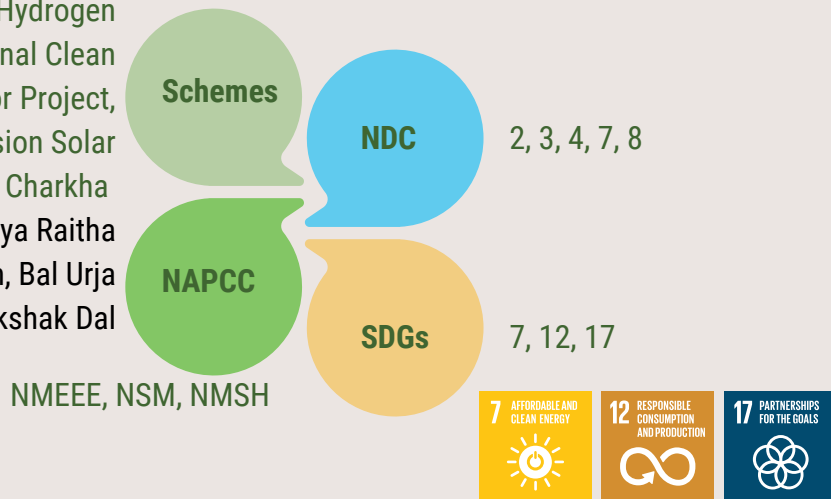 Hydrogen
nal Clean
or Project,
sion Solar
Charkha
ya Raitha
, Bal Urja
kshak Dal
Schemes
NDC
2, 3, 4, 7, 8
NAPCC
SDGs
7, 12, 17
NMEEE, NSM, NMSH
7 AFFORDABLE AND
CLEAN ENERGY
12 RESPONSIBLE
CONSUMPTION
AND PRODUCTION
17 PARTNERSHIPS
FOR THE GOALS